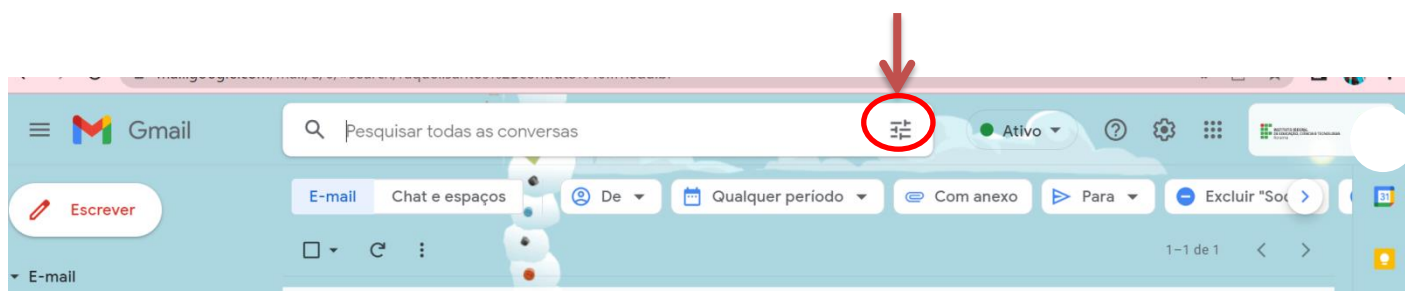 Gmail
Pesquisar todas as conversas
Ativo
Escrever
E-mail Chat e espaços De Qualquer período Com anexo Para Excluir "Soc
31
1–1 de 1
E-mail